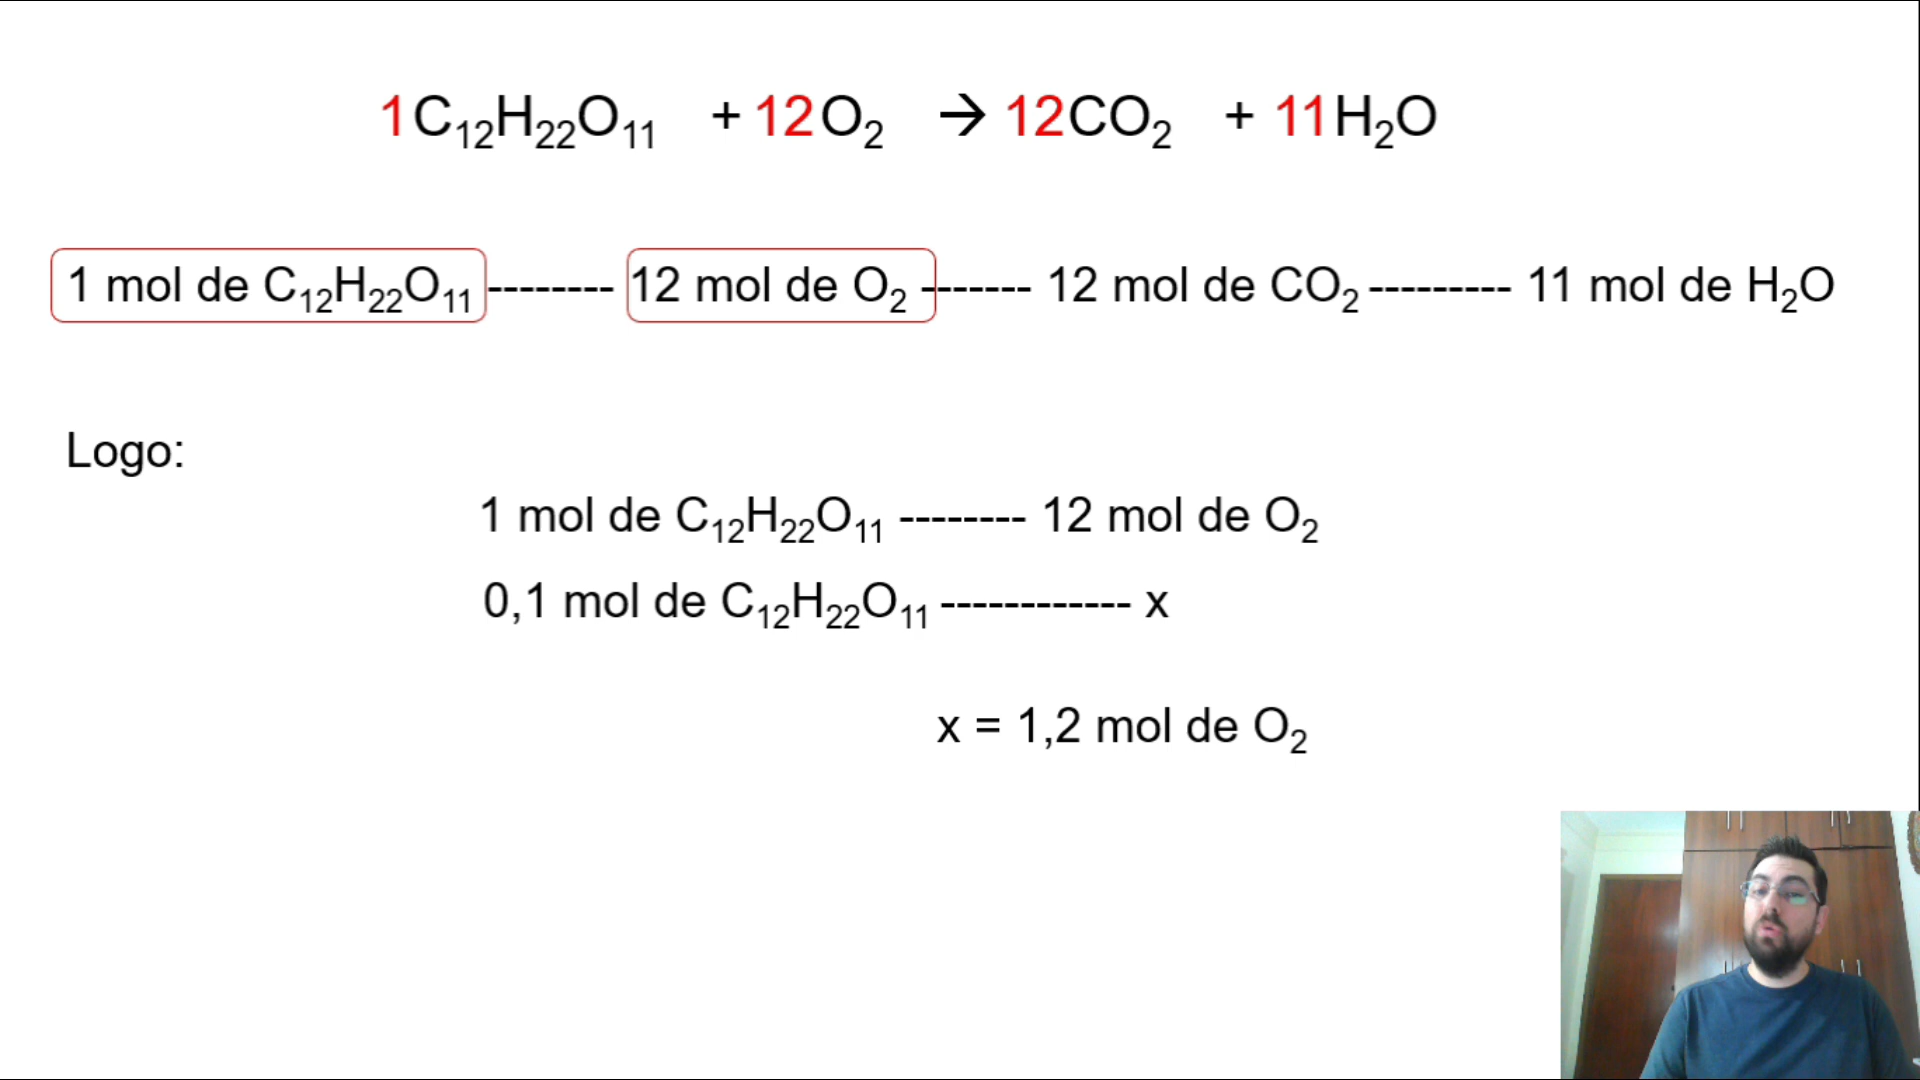 1C₁₂H₂₂O₁₁ + 12O₂ → 12CO₂ + 11H₂O
1 mol de C₁₂H₂₂O₁₁ -------- 12 mol de O₂ ------- 12 mol de CO₂ --------- 11 mol de H₂O
Logo:
1 mol de C₁₂H₂₂O₁₁ -------- 12 mol de O₂
0,1 mol de C₁₂H₂₂O₁₁ ------------ x
x = 1,2 mol de O₂